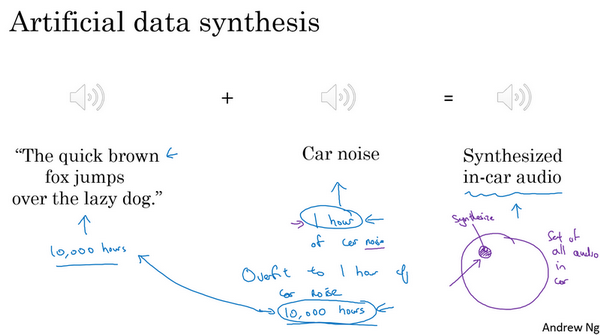 Artificial data synthesis
+
=
“The quick brown
fox jumps
over the lazy dog.”
Car noise
Synthesized
in-car audio
10,000 hours
1 hour
of car noise
Overfit to 1 hour of
car noise
10,000 hours
Synthesize
Set of
all audio
in
car
Andrew Ng